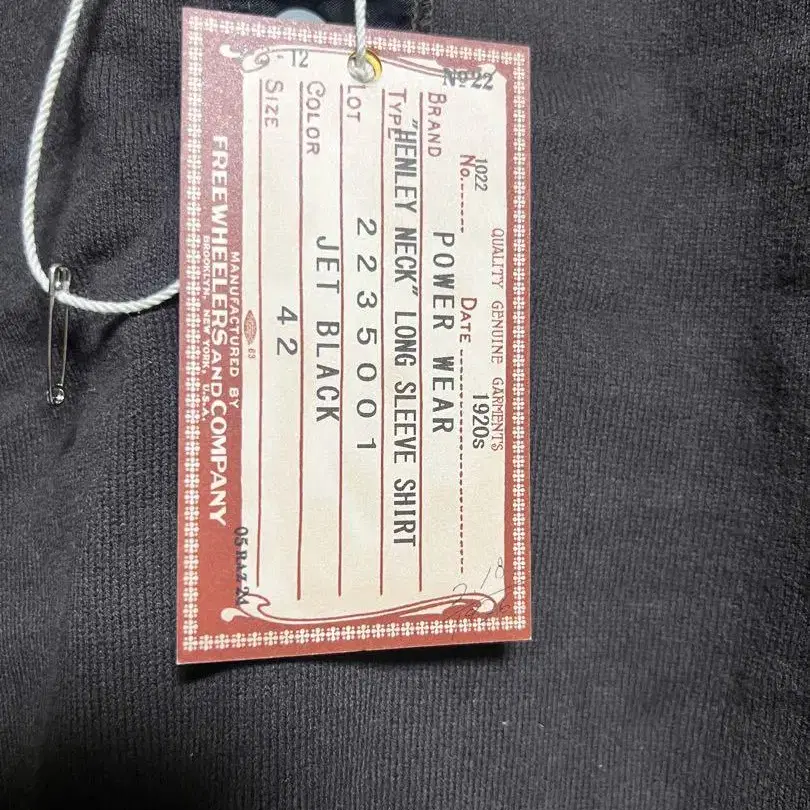 QUALITY GENUINE GARMENTS
Nº22
1022
No. Date 1920s
BRAND POWER WEAR
TYPE "HENLEY NECK" LONG SLEEVE SHIRT
LOT 2235001
COLOR JET BLACK
SIZE 42
MANUFACTURED BY
FREEWHEELERS AND COMPANY
BROOKLYN, NEW YORK, U.S.A.